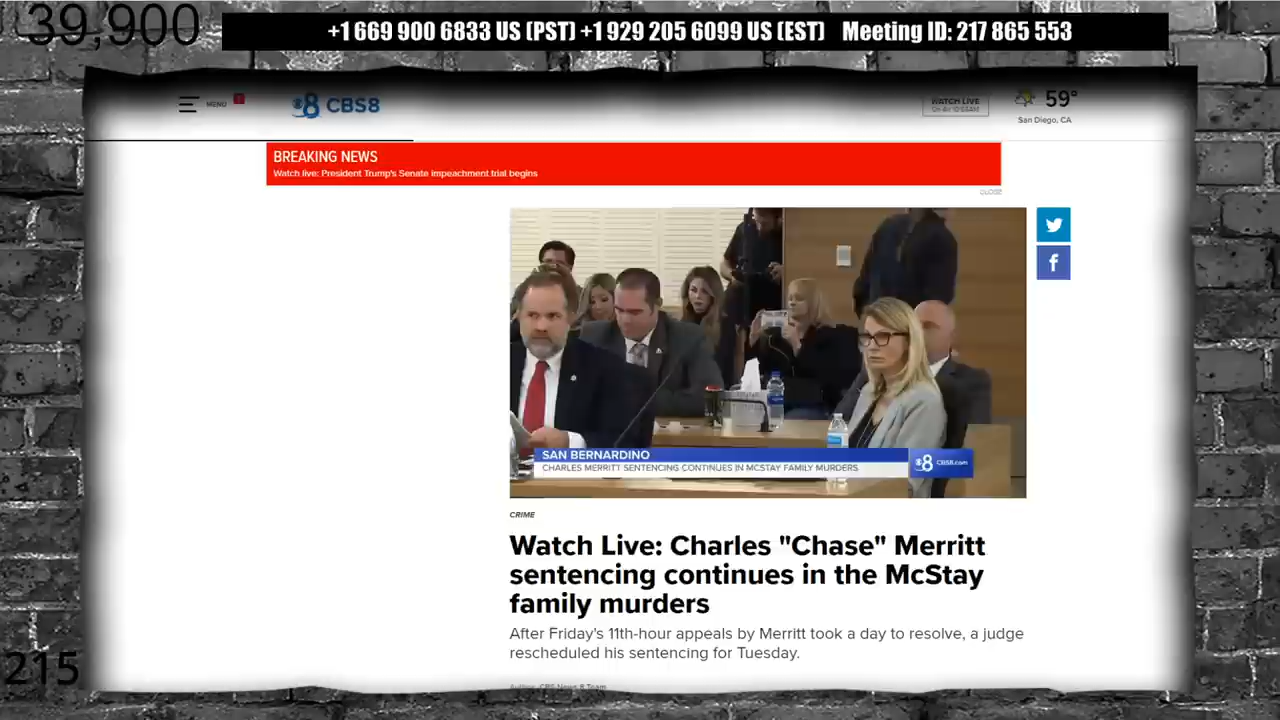 39,900
+1 669 900 6833 US (PST) +1 929 205 6099 US (EST) Meeting ID: 217 865 553
MENU
8 CBS8
WATCH LIVE
59°
San Diego, CA
BREAKING NEWS
Watch live: President Trump's Senate impeachment trial begins
CLOSE
SAN BERNARDINO
CHARLES MERRITT SENTENCING CONTINUES IN MCSTAY FAMILY MURDERS
8 CBS8.com
CRIME
Watch Live: Charles "Chase" Merritt
sentencing continues in the McStay
family murders
After Friday's 11th-hour appeals by Merritt took a day to resolve, a judge
rescheduled his sentencing for Tuesday.
Author: CBS News 8 Team
215